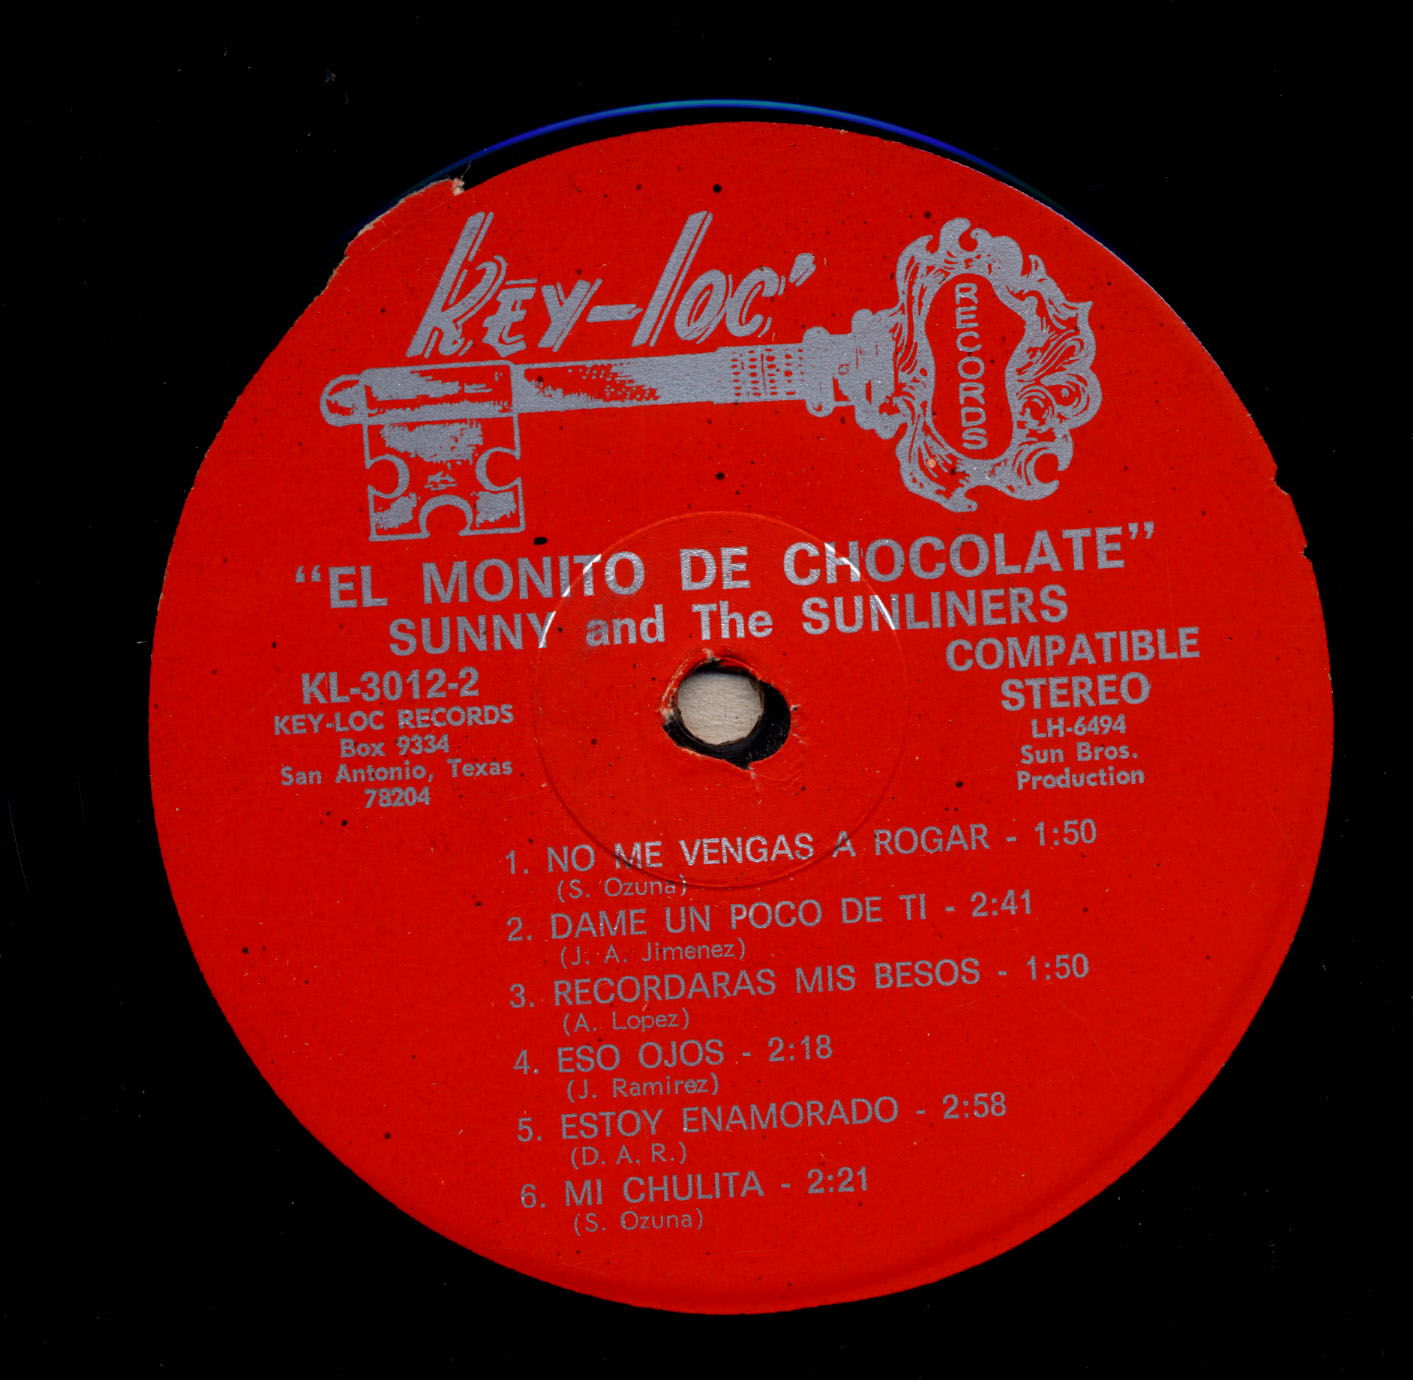 Key-Loc
RECORDS
"EL MONITO DE CHOCOLATE"
SUNNY and The SUNLINERS
KL-3012-2
KEY-LOC RECORDS
Box 9334
San Antonio, Texas
78204
COMPATIBLE
STEREO
LH-6494
Sun Bros.
Production
1. NO ME VENGAS A ROGAR - 1:50
(S. Ozuna)
2. DAME UN POCO DE TI - 2:41
(J. A. Jimenez)
3. RECORDARAS MIS BESOS - 1:50
(A. Lopez)
4. ESO OJOS - 2:18
(J. Ramirez)
5. ESTOY ENAMORADO - 2:58
(D. A. R.)
6. MI CHULITA - 2:21
(S. Ozuna)